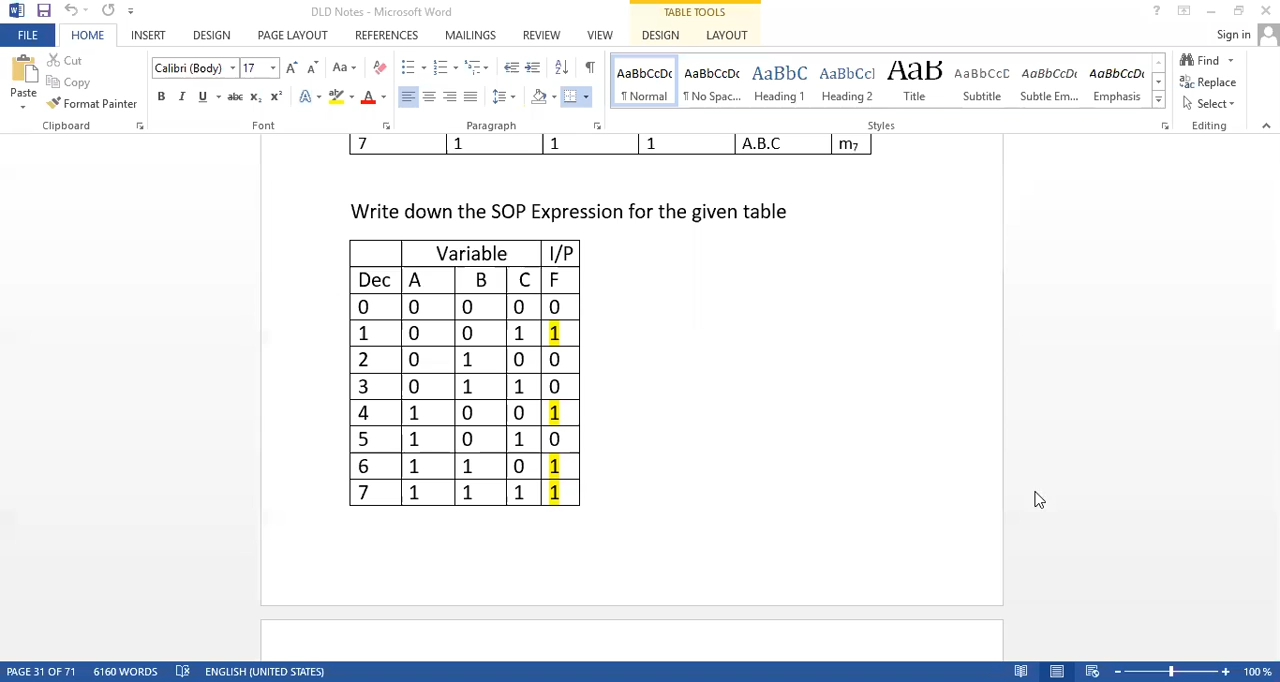 DLD Notes - Microsoft Word
TABLE TOOLS
?
FILE HOME INSERT DESIGN PAGE LAYOUT REFERENCES MAILINGS REVIEW VIEW DESIGN LAYOUT Sign in
Paste
Cut
Copy
Format Painter
Clipboard
Calibri (Body) 17
B I U abc x₂ x² A A
Font
Paragraph
AaBbCcDc AaBbCcDc AaBbC AaBbCcl AaB AaBbCcD AaBbCcDc AaBbCcDc
¶ Normal ¶ No Spac... Heading 1 Heading 2 Title Subtitle Subtle Em... Emphasis
Styles
Find
Replace
Select
Editing
7 1 1 1 A.B.C m₇
Write down the SOP Expression for the given table
Variable I/P
Dec A B C F
0 0 0 0 0
1 0 0 1 1
2 0 1 0 0
3 0 1 1 0
4 1 0 0 1
5 1 0 1 0
6 1 1 0 1
7 1 1 1 1
PAGE 31 OF 71 6160 WORDS ENGLISH (UNITED STATES) 100 %